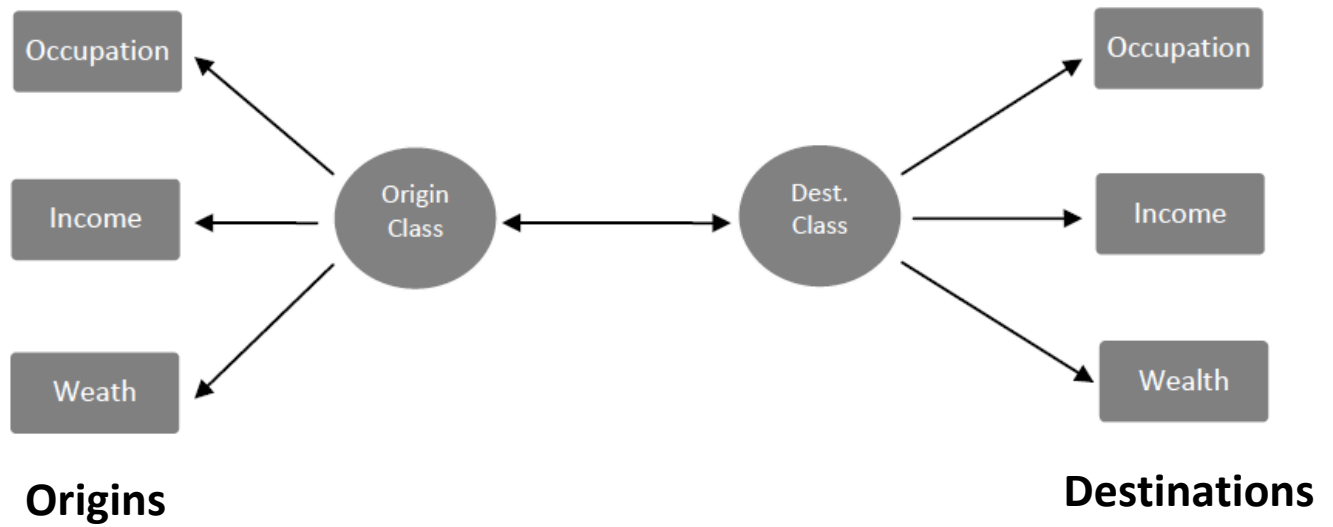 Occupation
Income
Weath
Origin
Class
Dest.
Class
Occupation
Income
Wealth
Origins
Destinations